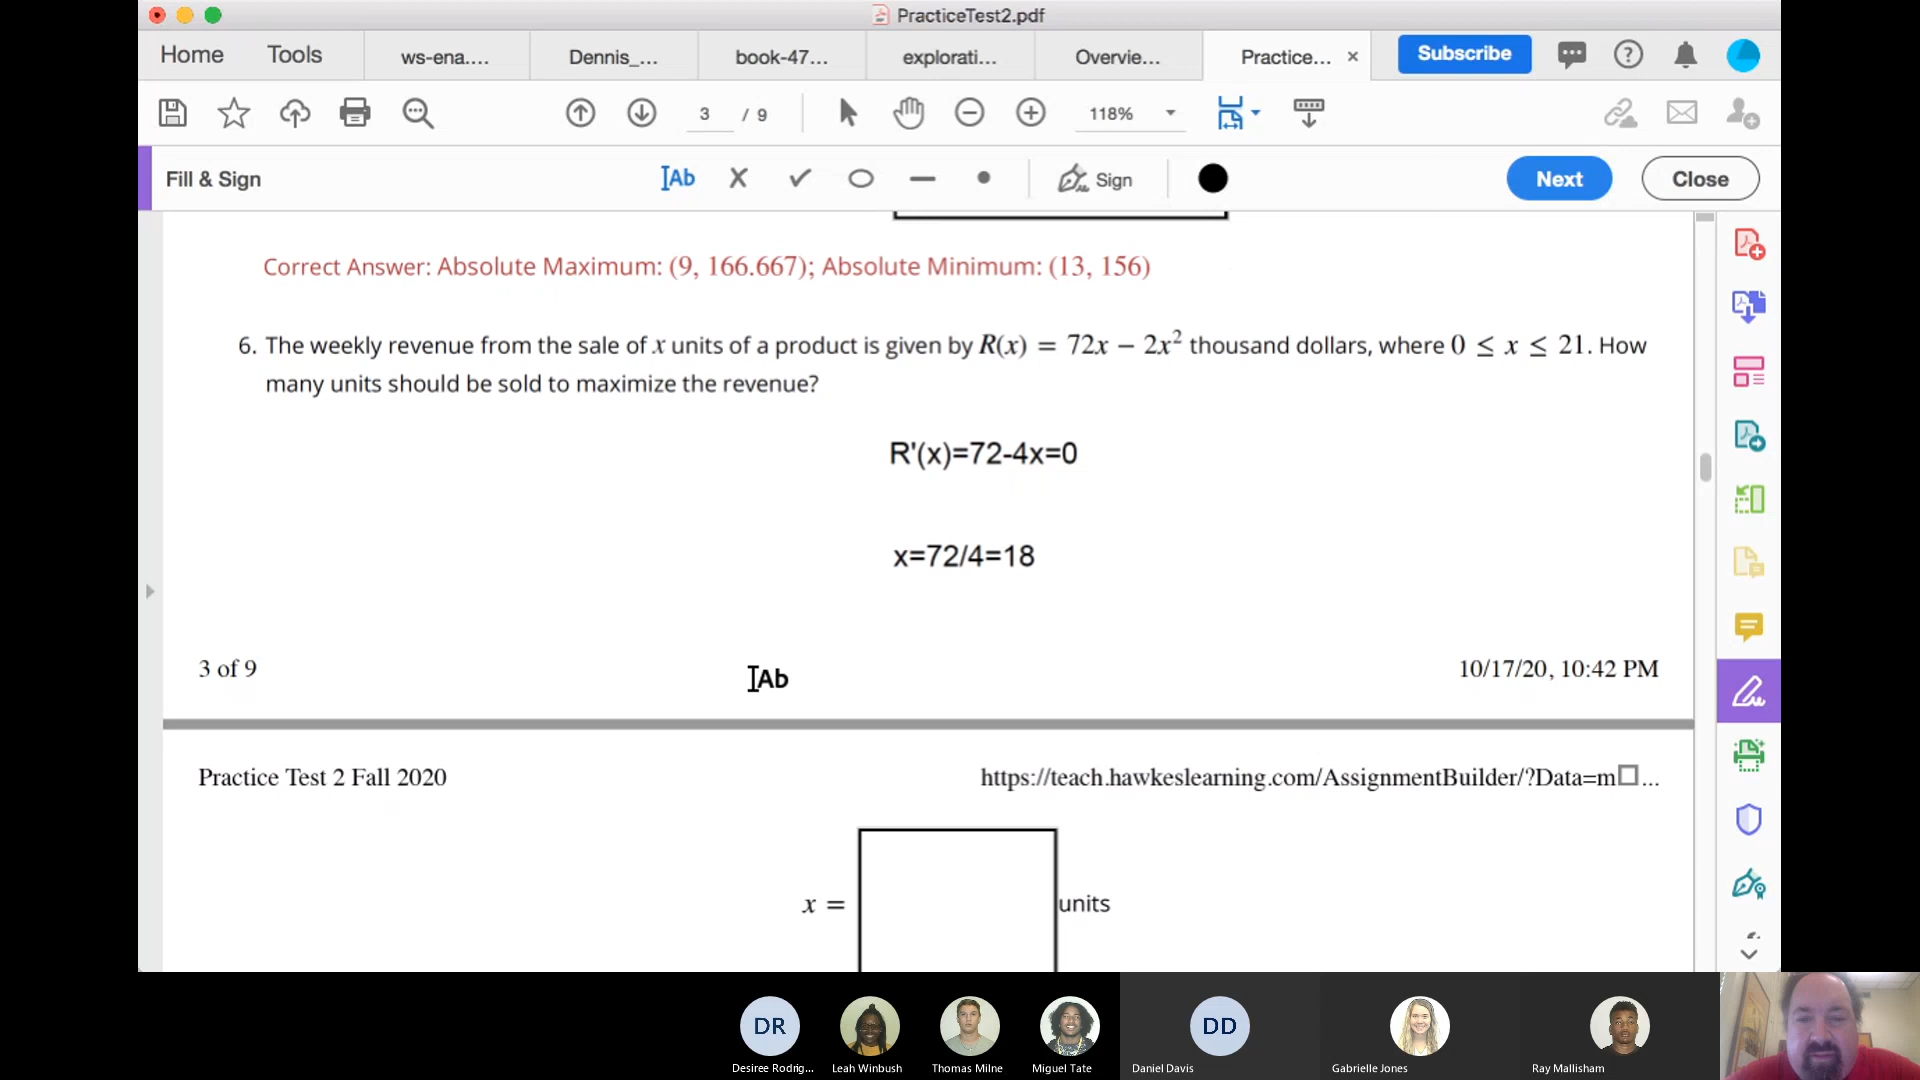 PracticeTest2.pdf
Home Tools ws-ena.... Dennis_... book-47... explorati... Overvie... Practice... × Subscribe
3 / 9 118%
Fill & Sign IAb Sign Next Close
Correct Answer: Absolute Maximum: (9, 166.667); Absolute Minimum: (13, 156)
6. The weekly revenue from the sale of x units of a product is given by R(x) = 72x − 2x² thousand dollars, where 0 ≤ x ≤ 21. How
many units should be sold to maximize the revenue?
R'(x)=72-4x=0
x=72/4=18
3 of 9 10/17/20, 10:42 PM
IAb
Practice Test 2 Fall 2020 https://teach.hawkeslearning.com/AssignmentBuilder/?Data=m□...
x = units
DR DD
Desiree Rodrig... Leah Winbush Thomas Milne Miguel Tate Daniel Davis Gabrielle Jones Ray Mallisham